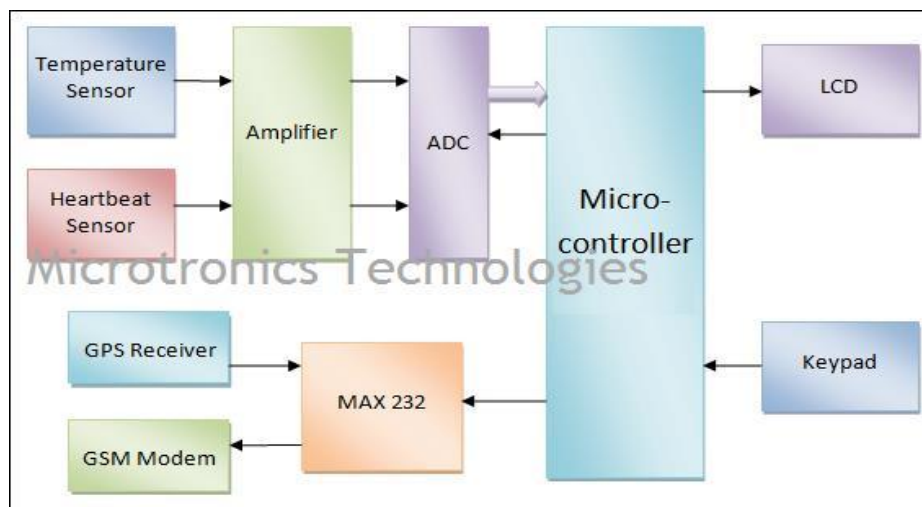 Temperature
Sensor
Amplifier
ADC
Micro-
controller
LCD
Heartbeat
Sensor
Microtronics Technologies
GPS Receiver
MAX 232
Keypad
GSM Modem